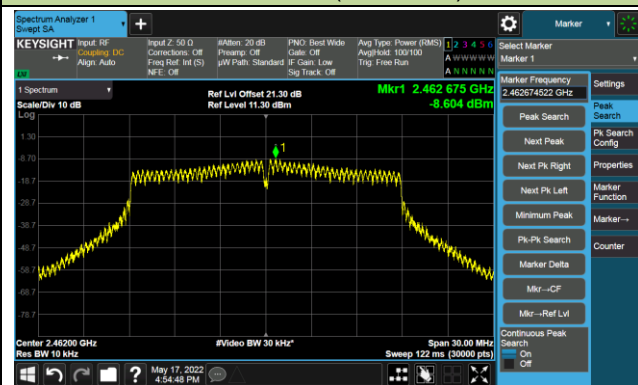 Spectrum Analyzer 1
Swept SA
Marker
KEYSIGHT
Input: RF
Coupling: DC
Align: Auto
Input Z: 50 Ω
Corrections: Off
Freq Ref: Int (S)
NFE: Off
#Atten: 20 dB
Preamp: Off
µW Path: Standard
PNO: Best Wide
Gate: Off
IF Gain: Low
Sig Track: Off
Avg Type: Power (RMS)
Avg|Hold: 100/100
Trig: Free Run
1 2 3 4 5 6
A W W W W W
A N N N N N
LXI
Select Marker
Marker 1
1 Spectrum
Scale/Div 10 dB
Log
Ref Lvl Offset 21.30 dB
Ref Level 11.30 dBm
Mkr1 2.462 675 GHz
-8.604 dBm
1
1.30
-8.70
-18.7
-28.7
-38.7
-48.7
-58.7
-68.7
-78.7
Center 2.46200 GHz
Res BW 10 kHz
#Video BW 30 kHz*
Span 30.00 MHz
Sweep 122 ms (30000 pts)
Marker Frequency
2.462674522 GHz
Peak Search
Next Peak
Next Pk Right
Next Pk Left
Minimum Peak
Pk-Pk Search
Marker Delta
Mkr→CF
Mkr→Ref Lvl
Continuous Peak
Search
On
Off
Settings
Peak
Search
Pk Search
Config
Properties
Marker
Function
Marker→
Counter
May 17, 2022
4:54:48 PM